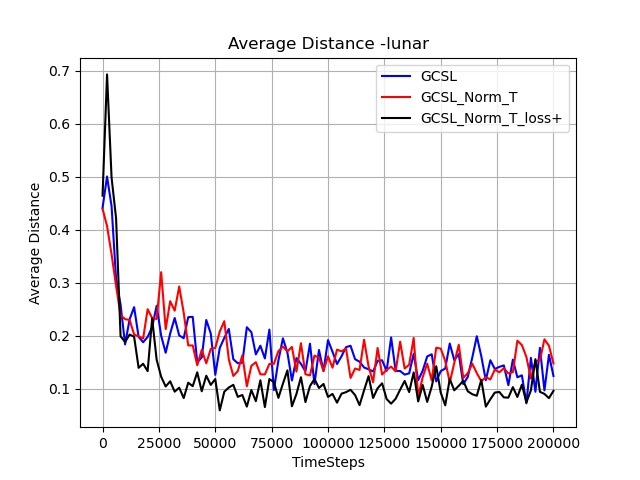 Average Distance -lunar
GCSL
GCSL_Norm_T
GCSL_Norm_T_loss+
0.7
0.6
0.5
0.4
0.3
0.2
0.1
Average Distance
0 25000 50000 75000 100000 125000 150000 175000 200000
TimeSteps